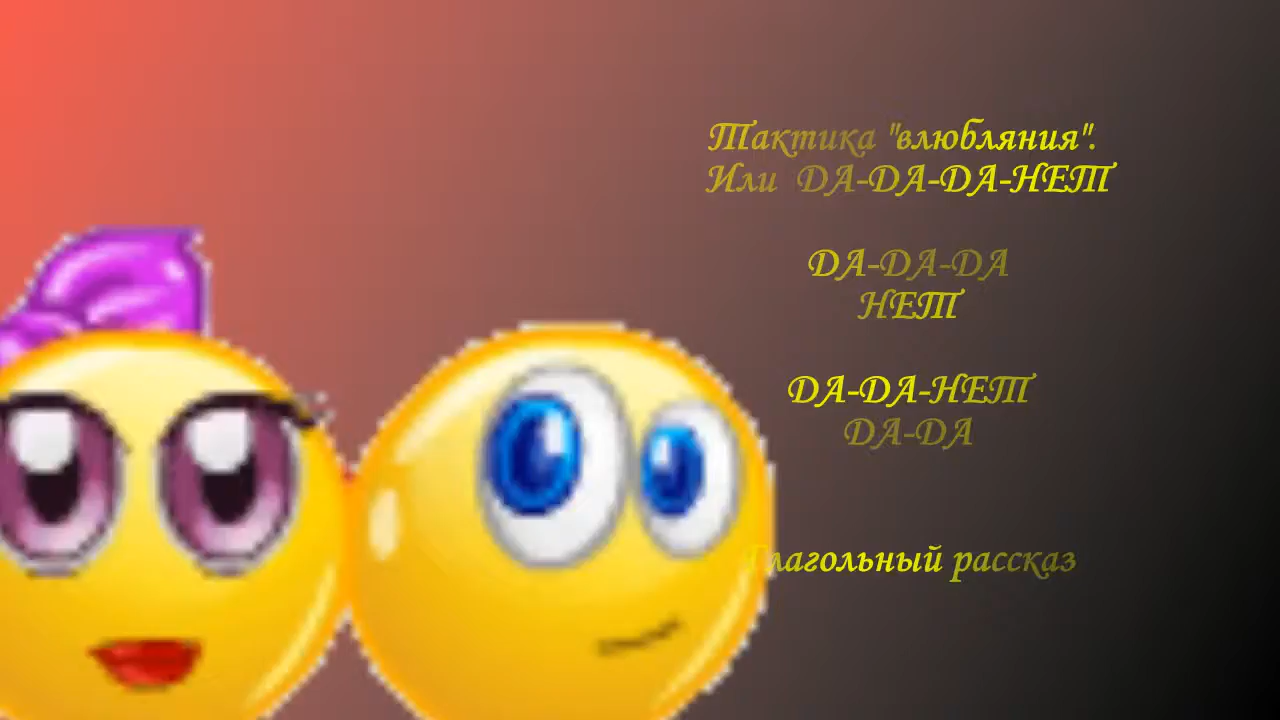 Тактика "влюбляния".
Или ДА-ДА-ДА-НЕТ
ДА-ДА-ДА
НЕТ
ДА-ДА-НЕТ
ДА-ДА
Глагольный рассказ